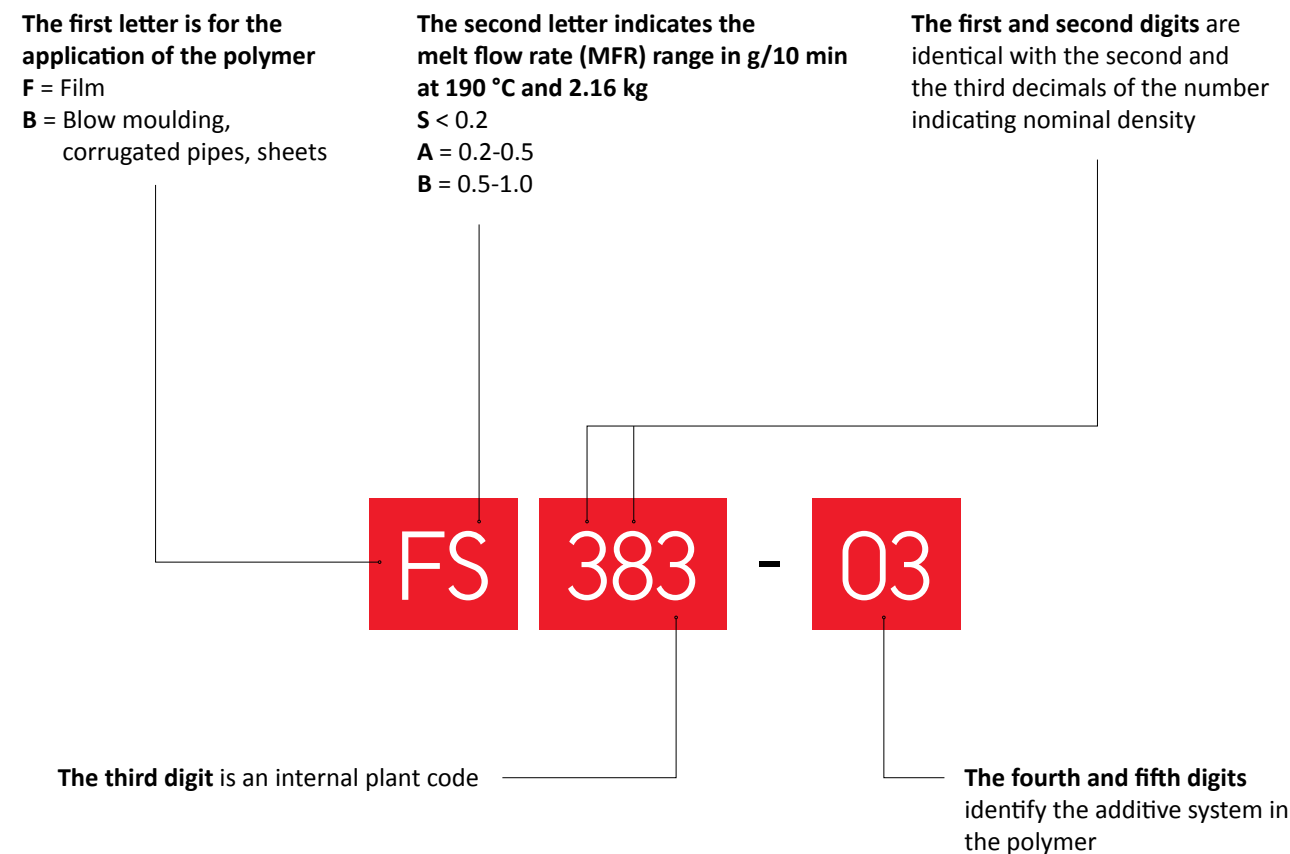 The first letter is for the
application of the polymer
F = Film
B = Blow moulding,
corrugated pipes, sheets
The second letter indicates the
melt flow rate (MFR) range in g/10 min
at 190 °C and 2.16 kg
S < 0.2
A = 0.2-0.5
B = 0.5-1.0
The first and second digits are
identical with the second and
the third decimals of the number
indicating nominal density
FS 383 - 03
The third digit is an internal plant code
The fourth and fifth digits
identify the additive system in
the polymer